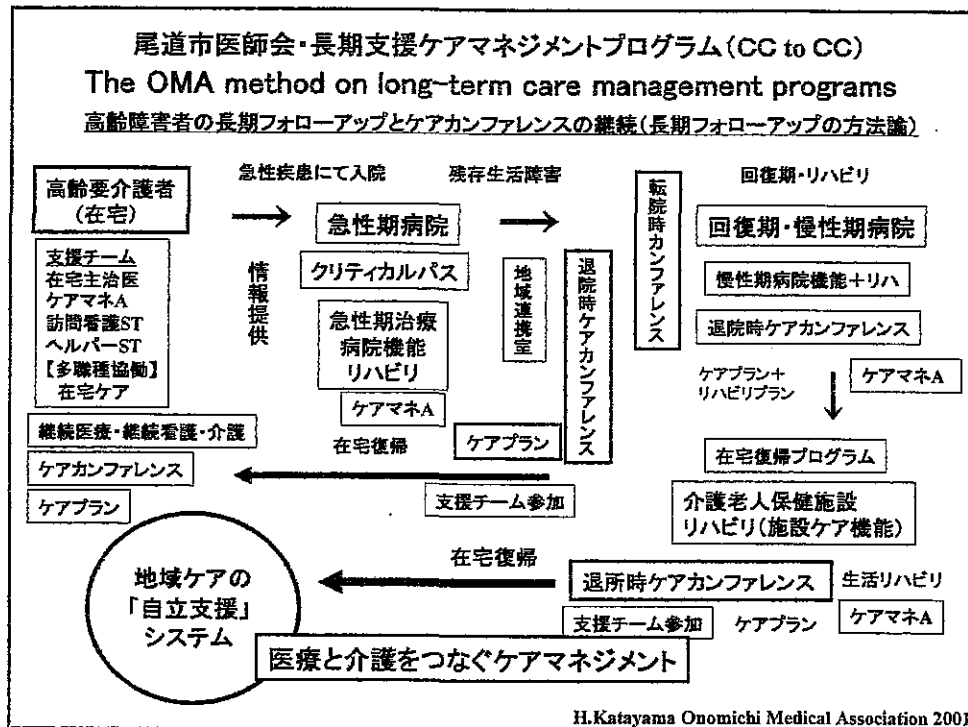 尾道市医師会・長期支援ケアマネジメントプログラム(CC to CC)
The OMA method on long-term care management programs
高齢障害者の長期フォローアップとケアカンファレンスの継続(長期フォローアップの方法論)
高齢要介護者
(在宅)
支援チーム
在宅主治医
ケアマネA
訪問看護ST
ヘルパーST
【多職種協働】
在宅ケア
継続医療・継続看護・介護
ケアカンファレンス
ケアプラン
急性疾患にて入院
情報提供
急性期病院
クリティカルパス
急性期治療
病院機能
リハビリ
ケアマネA
在宅復帰
残存生活障害
地域連携室
退院時ケアカンファレンス
ケアプラン
支援チーム参加
転院時カンファレンス
回復期・リハビリ
回復期・慢性期病院
慢性期病院機能+リハ
退院時ケアカンファレンス
ケアプラン+
リハビリプラン
ケアマネA
在宅復帰プログラム
介護老人保健施設
リハビリ(施設ケア機能)
在宅復帰
退所時ケアカンファレンス
生活リハビリ
支援チーム参加
ケアプラン
ケアマネA
地域ケアの
「自立支援」
システム
医療と介護をつなぐケアマネジメント
H.Katayama Onomichi Medical Association 2001